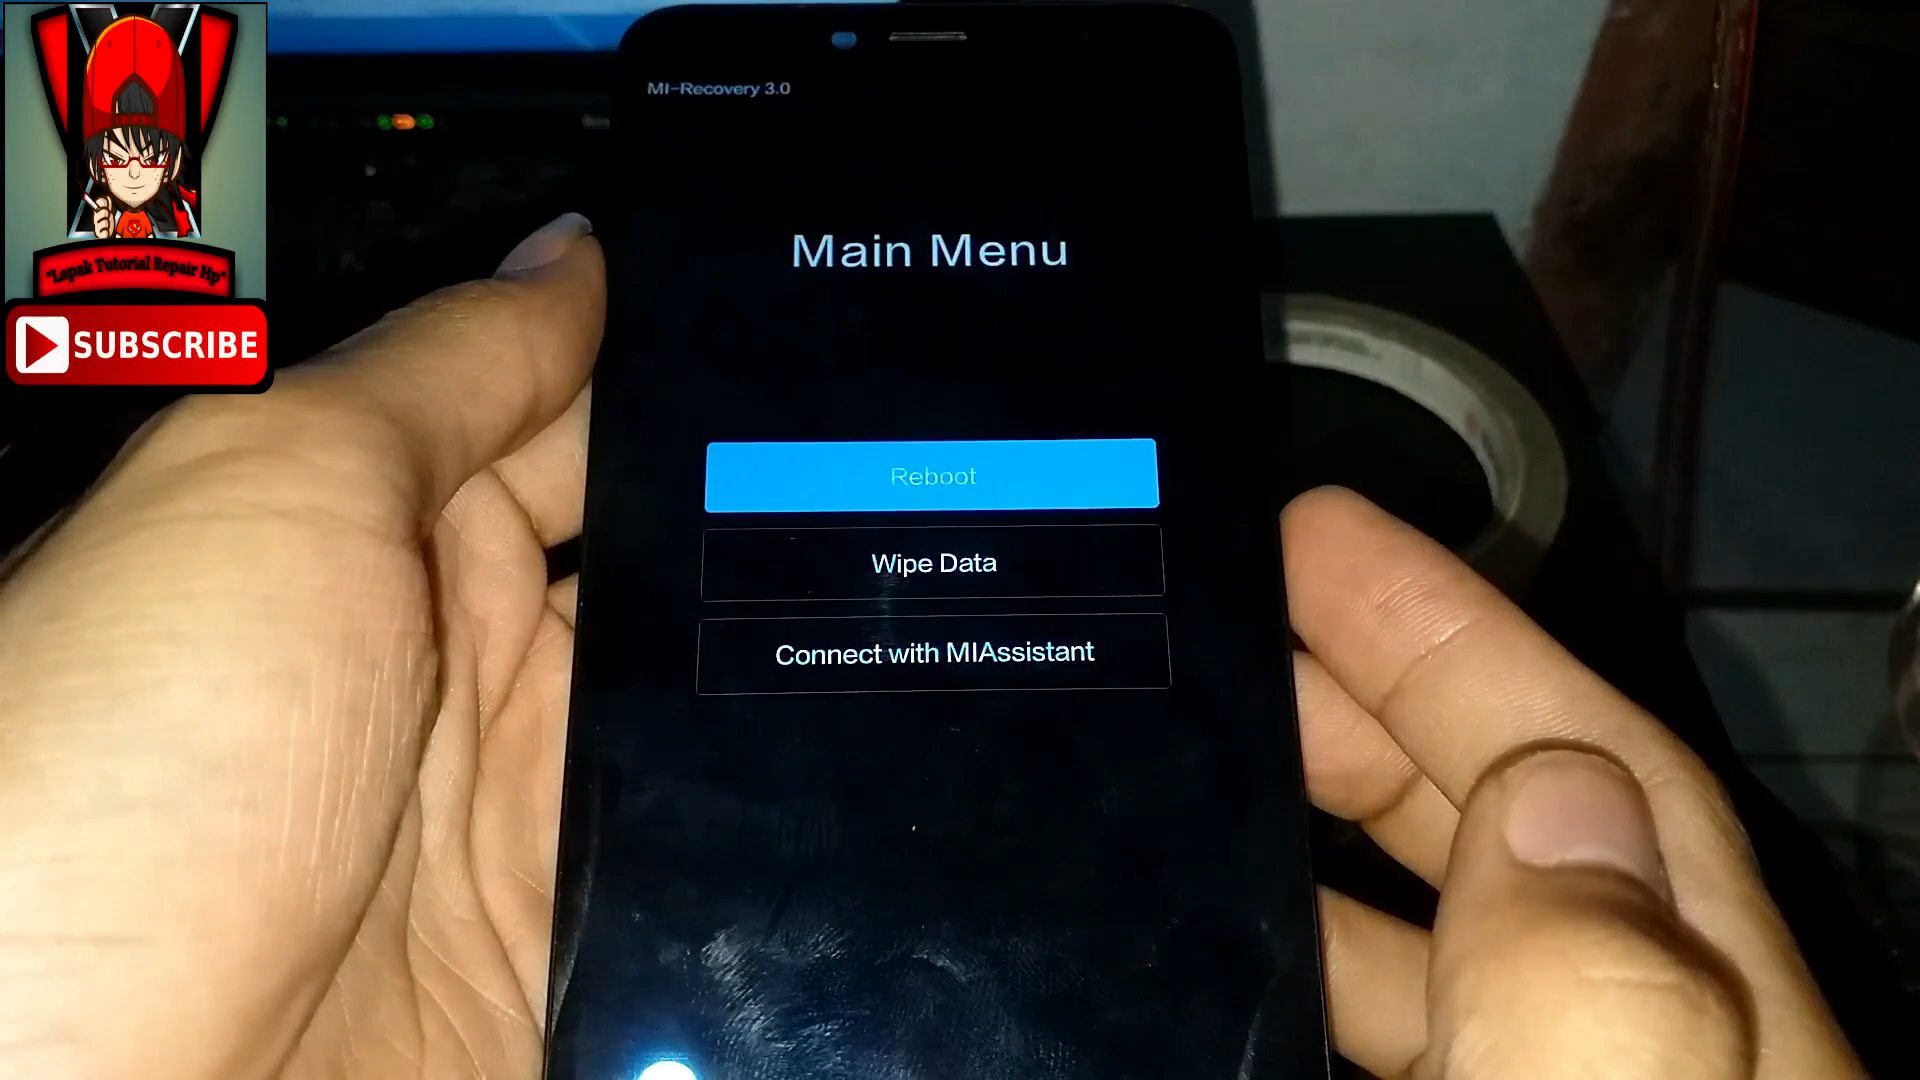 "Lapak Tutorial Repair Hp"
SUBSCRIBE
MI-Recovery 3.0
Main Menu
Reboot
Wipe Data
Connect with MIAssistant